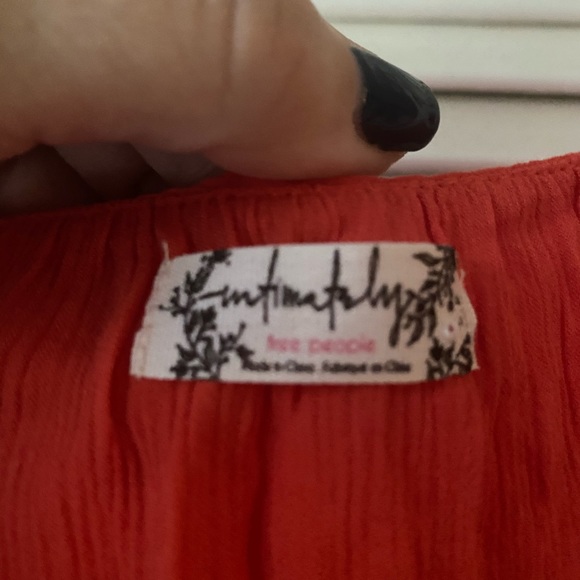 intimately
free people
Made in China Fabriqué en Chine